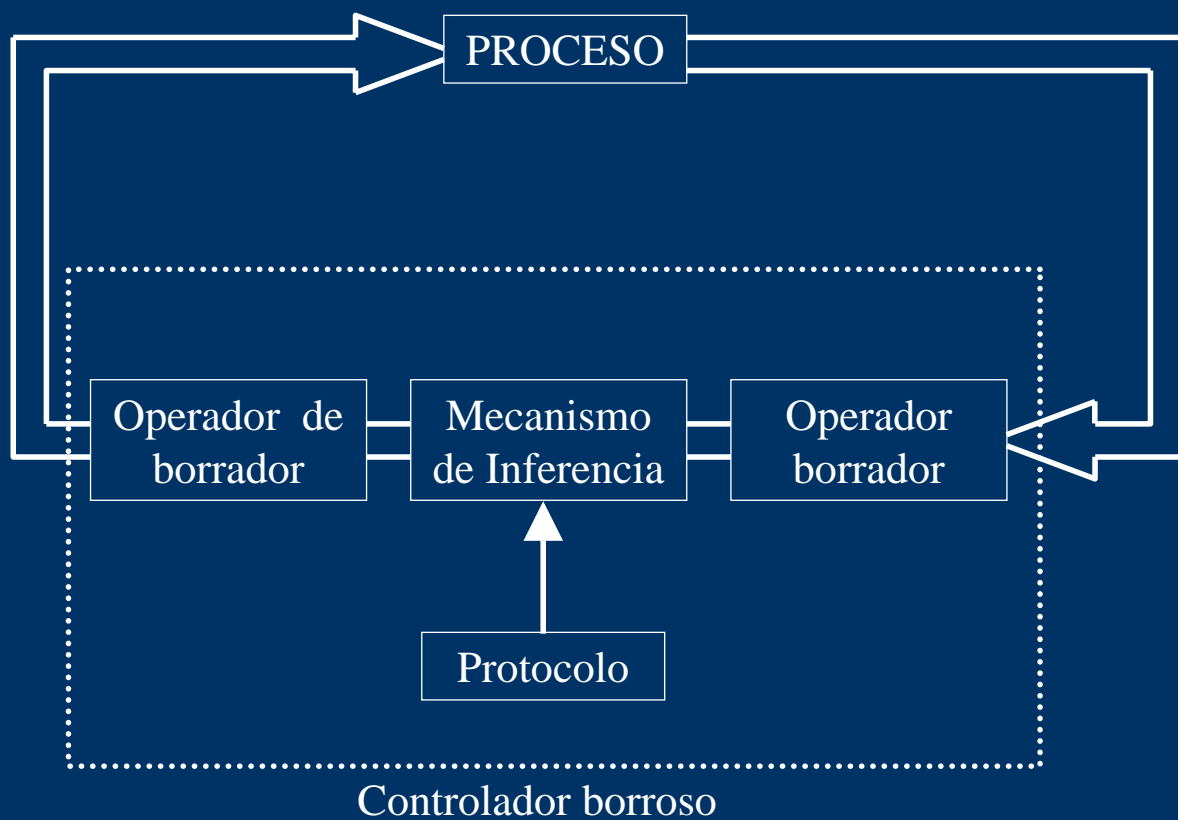 PROCESO
Operador de
borrador
Mecanismo
de Inferencia
Operador
borrador
Protocolo
Controlador borroso